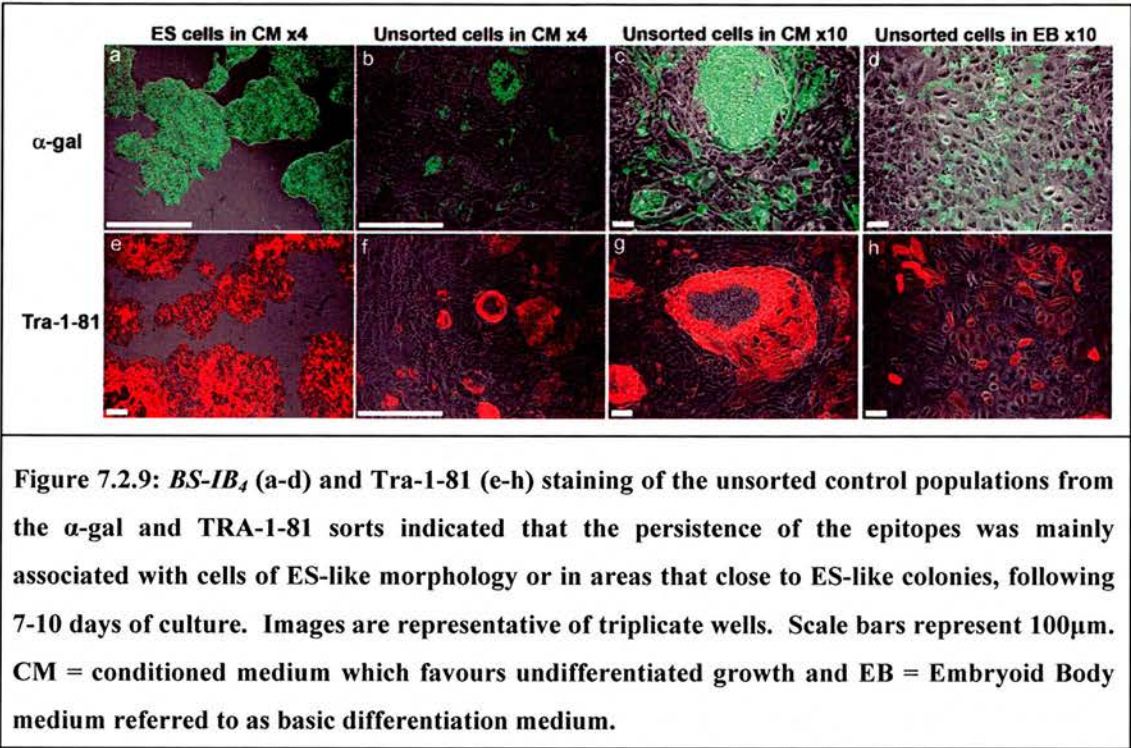 ES cells in CM x4 Unsorted cells in CM x4 Unsorted cells in CM x10 Unsorted cells in EB x10
a b c d
α-gal
e f g h
Tra-1-81
Figure 7.2.9: BS-IB₄ (a-d) and Tra-1-81 (e-h) staining of the unsorted control populations from
the α-gal and TRA-1-81 sorts indicated that the persistence of the epitopes was mainly
associated with cells of ES-like morphology or in areas that close to ES-like colonies, following
7-10 days of culture. Images are representative of triplicate wells. Scale bars represent 100μm.
CM = conditioned medium which favours undifferentiated growth and EB = Embryoid Body
medium referred to as basic differentiation medium.